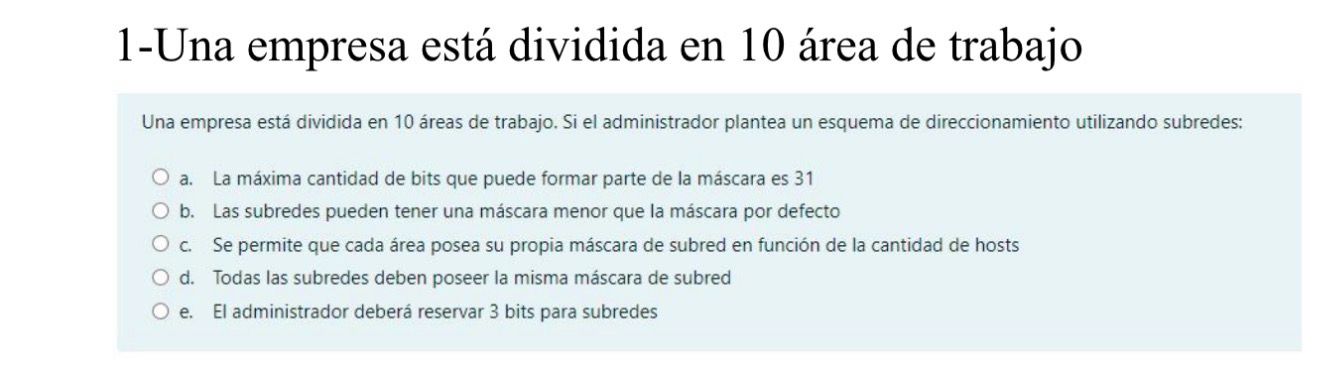 1-Una empresa está dividida en 10 área de trabajo
Una empresa está dividida en 10 áreas de trabajo. Si el administrador plantea un esquema de direccionamiento utilizando subredes:
a. La máxima cantidad de bits que puede formar parte de la máscara es 31
b. Las subredes pueden tener una máscara menor que la máscara por defecto
c. Se permite que cada área posea su propia máscara de subred en función de la cantidad de hosts
d. Todas las subredes deben poseer la misma máscara de subred
e. El administrador deberá reservar 3 bits para subredes